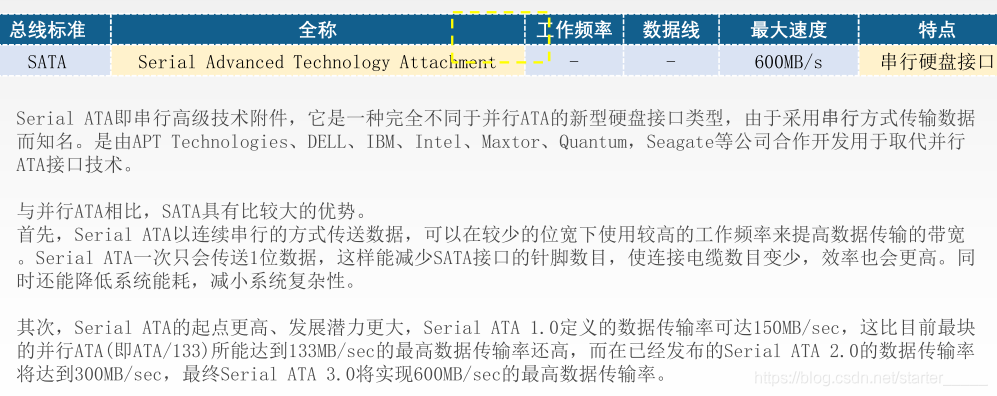 总线标准 全称 工作频率 数据线 最大速度 特点
SATA Serial Advanced Technology Attachment - - 600MB/s 串行硬盘接口
Serial ATA即串行高级技术附件，它是一种完全不同于并行ATA的新型硬盘接口类型，由于采用串行方式传输数据
而知名。是由APT Technologies、DELL、IBM、Intel、Maxtor、Quantum，Seagate等公司合作开发用于取代并行
ATA接口技术。
与并行ATA相比，SATA具有比较大的优势。
首先，Serial ATA以连续串行的方式传送数据，可以在较少的位宽下使用较高的工作频率来提高数据传输的带宽
。Serial ATA一次只会传送1位数据，这样能减少SATA接口的针脚数目，使连接电缆数目变少，效率也会更高。同
时还能降低系统能耗，减小系统复杂性。
其次，Serial ATA的起点更高、发展潜力更大，Serial ATA 1.0定义的数据传输率可达150MB/sec，这比目前最块
的并行ATA(即ATA/133)所能达到133MB/sec的最高数据传输率还高，而在已经发布的Serial ATA 2.0的数据传输率
将达到300MB/sec，最终Serial ATA 3.0将实现600MB/sec的最高数据传输率。
https://blog.csdn.net/starter_____